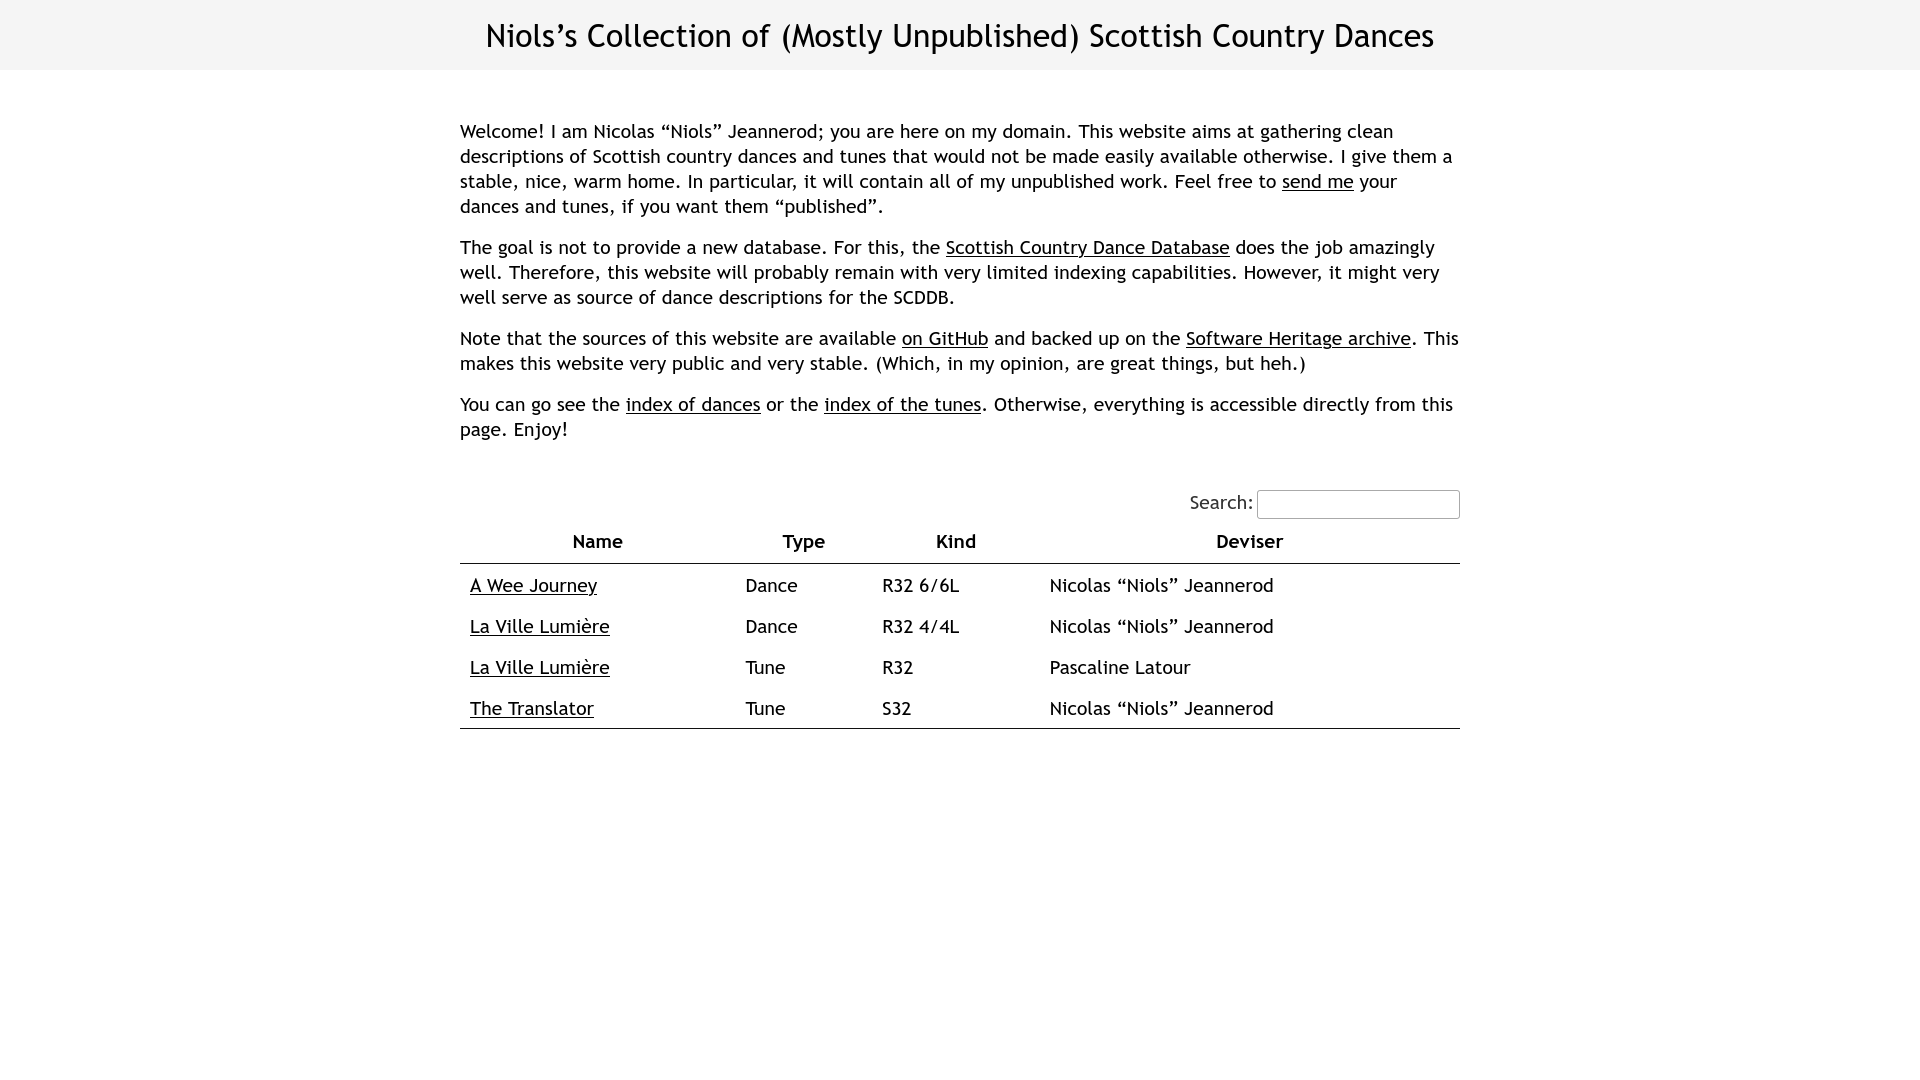 Niols’s Collection of (Mostly Unpublished) Scottish Country Dances
Welcome! I am Nicolas “Niols” Jeannerod; you are here on my domain. This website aims at gathering clean
descriptions of Scottish country dances and tunes that would not be made easily available otherwise. I give them a
stable, nice, warm home. In particular, it will contain all of my unpublished work. Feel free to send me your
dances and tunes, if you want them “published”.
The goal is not to provide a new database. For this, the Scottish Country Dance Database does the job amazingly
well. Therefore, this website will probably remain with very limited indexing capabilities. However, it might very
well serve as source of dance descriptions for the SCDDB.
Note that the sources of this website are available on GitHub and backed up on the Software Heritage archive. This
makes this website very public and very stable. (Which, in my opinion, are great things, but heh.)
You can go see the index of dances or the index of the tunes. Otherwise, everything is accessible directly from this
page. Enjoy!
Search:
Name Type Kind Deviser
A Wee Journey Dance R32 6/6L Nicolas “Niols” Jeannerod
La Ville Lumière Dance R32 4/4L Nicolas “Niols” Jeannerod
La Ville Lumière Tune R32 Pascaline Latour
The Translator Tune S32 Nicolas “Niols” Jeannerod